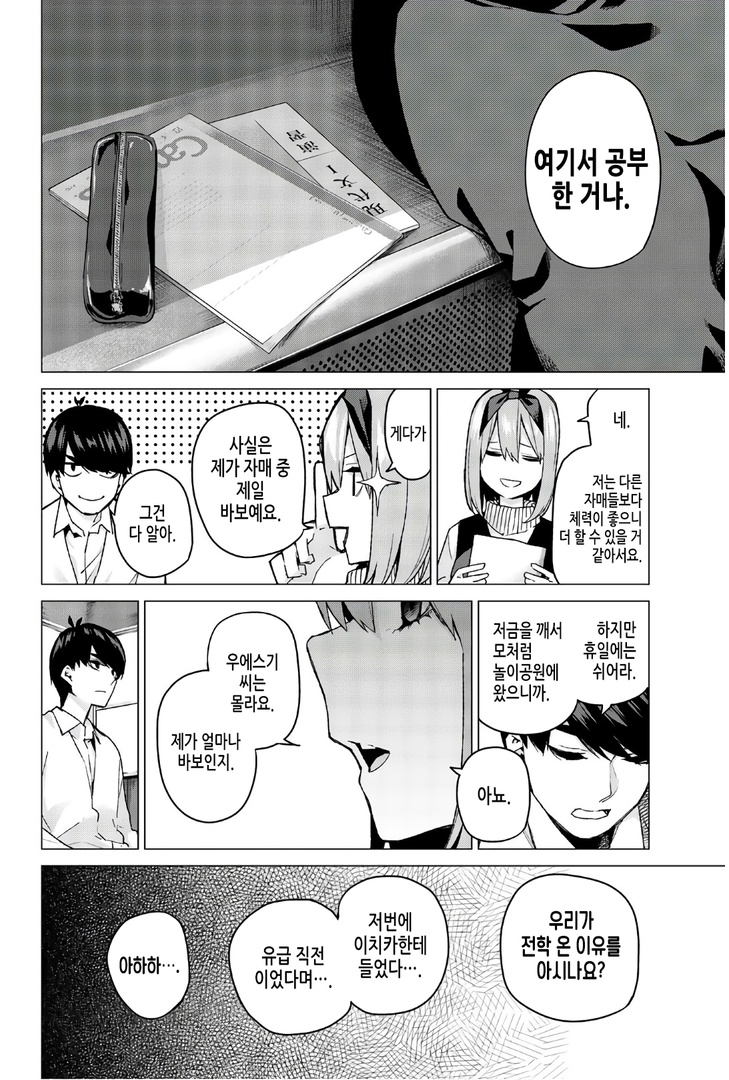 여기서 공부
한 거냐.
演習
現代文Ⅰ
Ca
네.
저는 다른
자매들보다
체력이 좋으니
더 할 수 있을 거
같아서요.
게다가
사실은
제가 자매 중
제일
바보예요.
그건
다 알아.
하지만
휴일에는
쉬어라.
저금을 깨서
모처럼
놀이공원에
왔으니까.
아뇨.
우에스기
씨는
몰라요.
제가 얼마나
바보인지.
우리가
전학 온 이유를
아시나요?
저번에
이치카한테
들었다….
유급 직전
이었다며….
아하하….